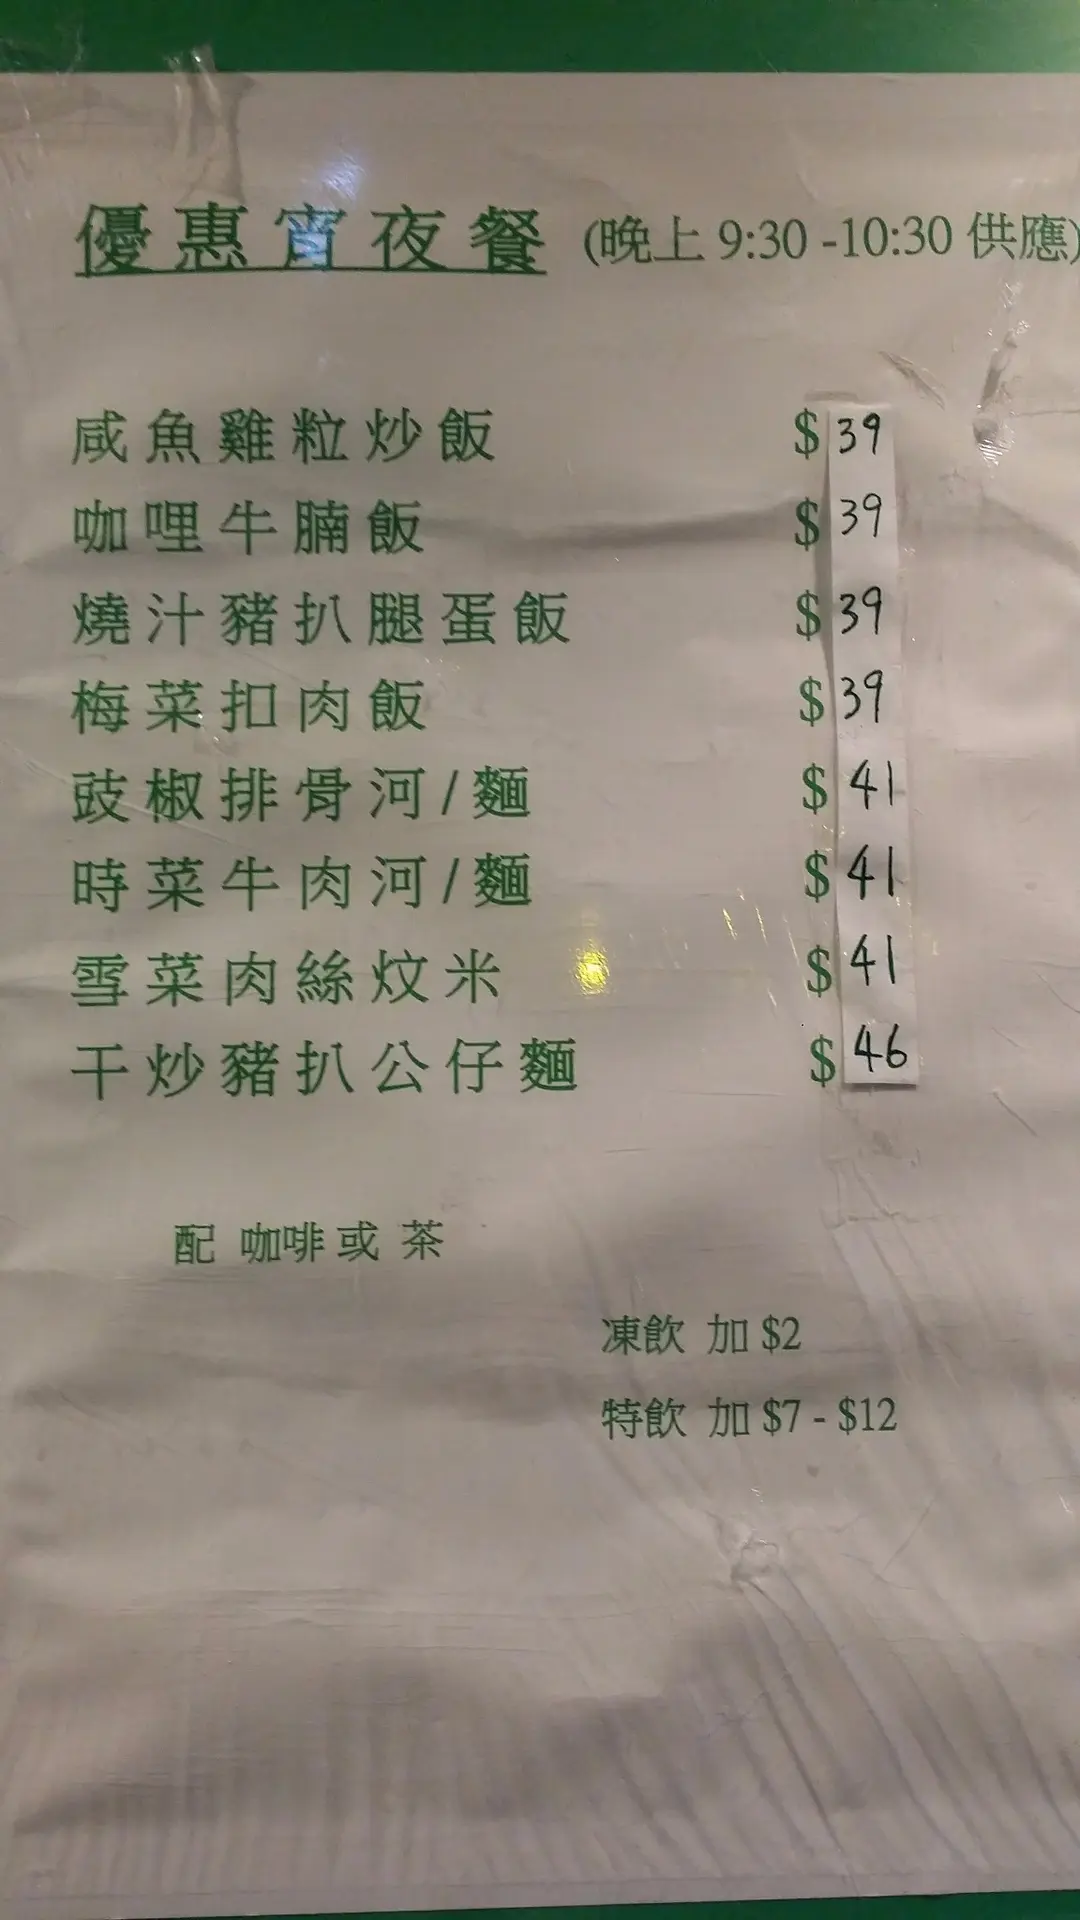 優惠宵夜餐 (晚上 9:30 -10:30 供應)
咸魚雞粒炒飯 $39
咖哩牛腩飯 $39
燒汁豬扒腿蛋飯 $39
梅菜扣肉飯 $39
豉椒排骨河/麵 $41
時菜牛肉河/麵 $41
雪菜肉絲炆米 $41
干炒豬扒公仔麵 $46
配 咖啡或 茶
凍飲 加 $2
特飲 加 $7 - $12